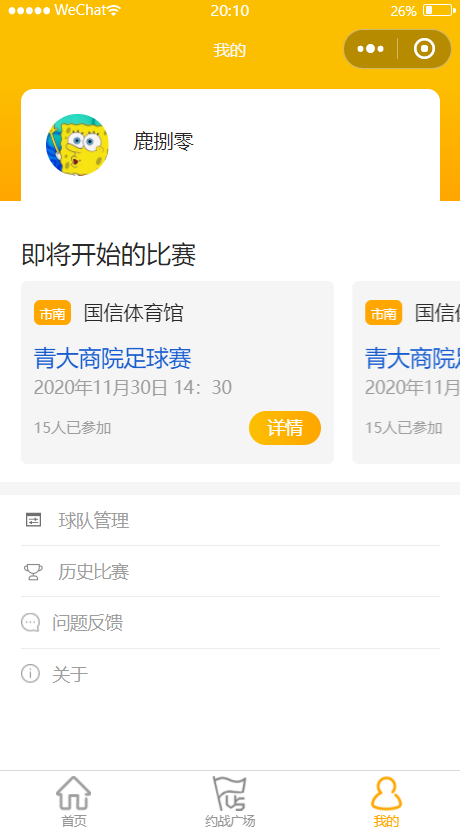 WeChat 20:10 26%
我的
鹿捌零
即将开始的比赛
市南 国信体育馆
青大商院足球赛
2020年11月30日 14：30
15人已参加 详情
市南 国信体
青大商院足
2020年11月
15人已参加
球队管理
历史比赛
问题反馈
关于
首页 约战广场 我的